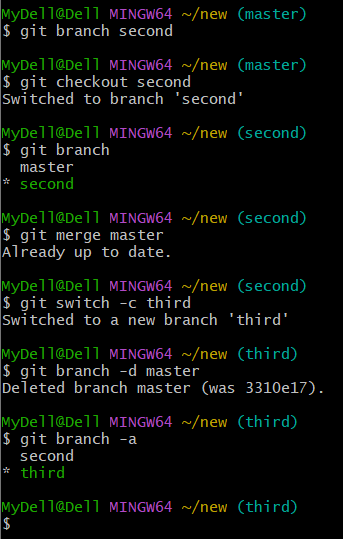 MyDell@Dell MINGW64 ~/new (master)
$ git branch second
MyDell@Dell MINGW64 ~/new (master)
$ git checkout second
Switched to branch 'second'
MyDell@Dell MINGW64 ~/new (second)
$ git branch
  master
* second
MyDell@Dell MINGW64 ~/new (second)
$ git merge master
Already up to date.
MyDell@Dell MINGW64 ~/new (second)
$ git switch -c third
Switched to a new branch 'third'
MyDell@Dell MINGW64 ~/new (third)
$ git branch -d master
Deleted branch master (was 3310e17).
MyDell@Dell MINGW64 ~/new (third)
$ git branch -a
  second
* third
MyDell@Dell MINGW64 ~/new (third)
$